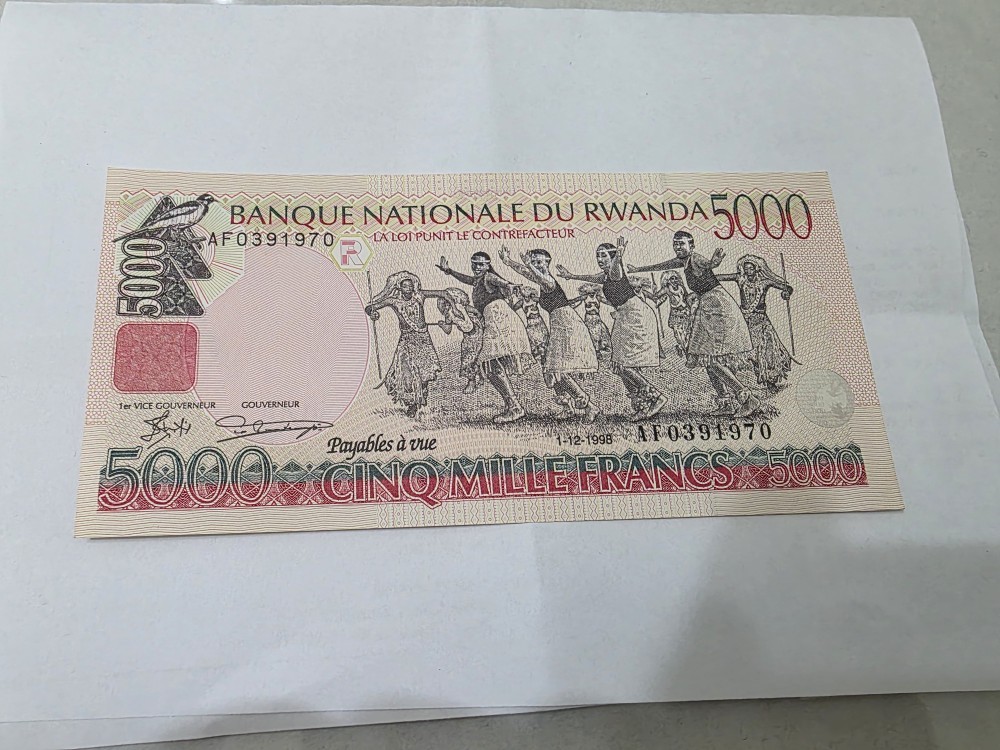 BANQUE NATIONALE DU RWANDA 5000
LA LOI PUNIT LE CONTREFACTEUR
AF0391970
R
5000
1er VICE GOUVERNEUR GOUVERNEUR
Payables à vue
1-12-1998 AF0391970
5000 CINQ MILLE FRANCS 5000